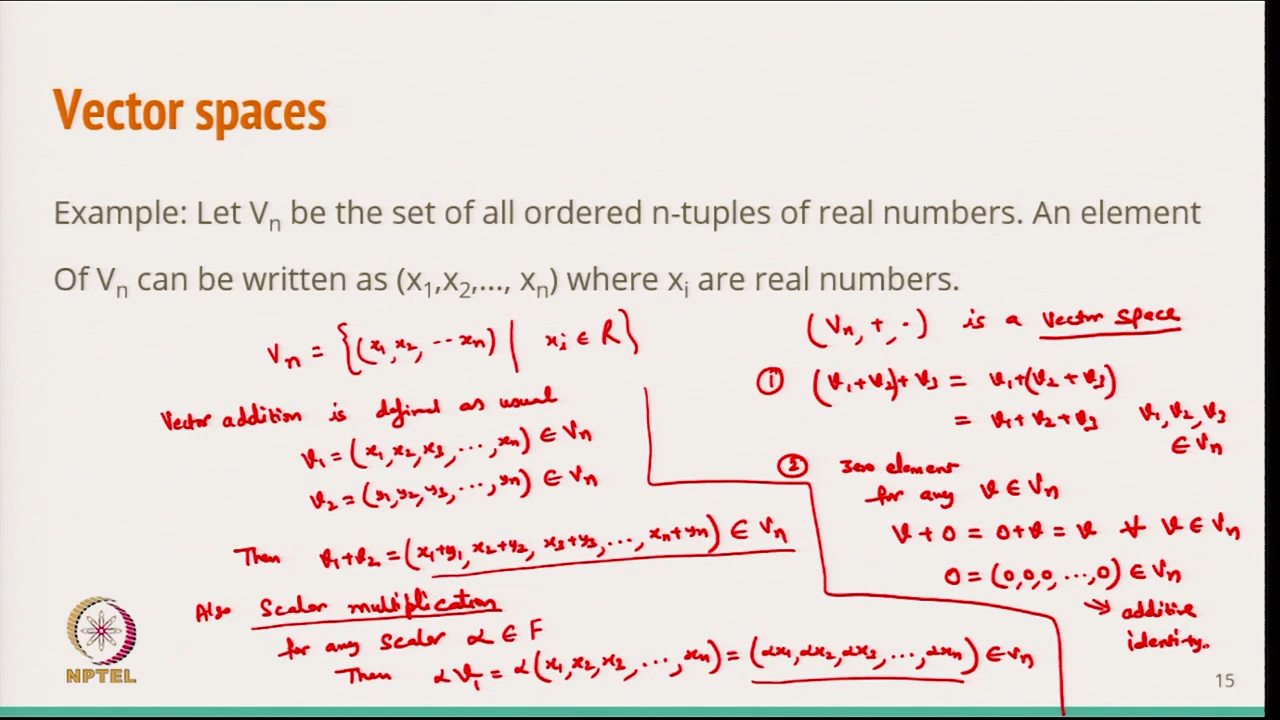 Vector spaces
Example: Let Vₙ be the set of all ordered n-tuples of real numbers. An element
Of Vₙ can be written as (x₁,x₂,..., xₙ) where xᵢ are real numbers.
Vₙ = {(x₁, x₂, ... xₙ) | xᵢ ∈ R}
Vector addition is defined as usual
v₁ = (x₁, x₂, x₃, ..., xₙ) ∈ Vₙ
v₂ = (y₁, y₂, y₃, ..., yₙ) ∈ Vₙ
Then v₁+v₂ = (x₁+y₁, x₂+y₂, x₃+y₃, ..., xₙ+yₙ) ∈ Vₙ
Also Scalar multiplication
for any scalar α ∈ F
Then αv₁ = α(x₁, x₂, x₃, ..., xₙ) = (αx₁, αx₂, αx₃, ..., αxₙ) ∈ Vₙ
(Vₙ, +, ·) is a Vector space
① (v₁+v₂)+v₃ = v₁+(v₂+v₃)
= v₁+v₂+v₃ v₁, v₂, v₃
∈ Vₙ
② zero element
for any v ∈ Vₙ
v+0 = 0+v = v ∀ v ∈ Vₙ
0 = (0,0,0, ...,0) ∈ Vₙ
→ additive
identity.
NPTEL
15